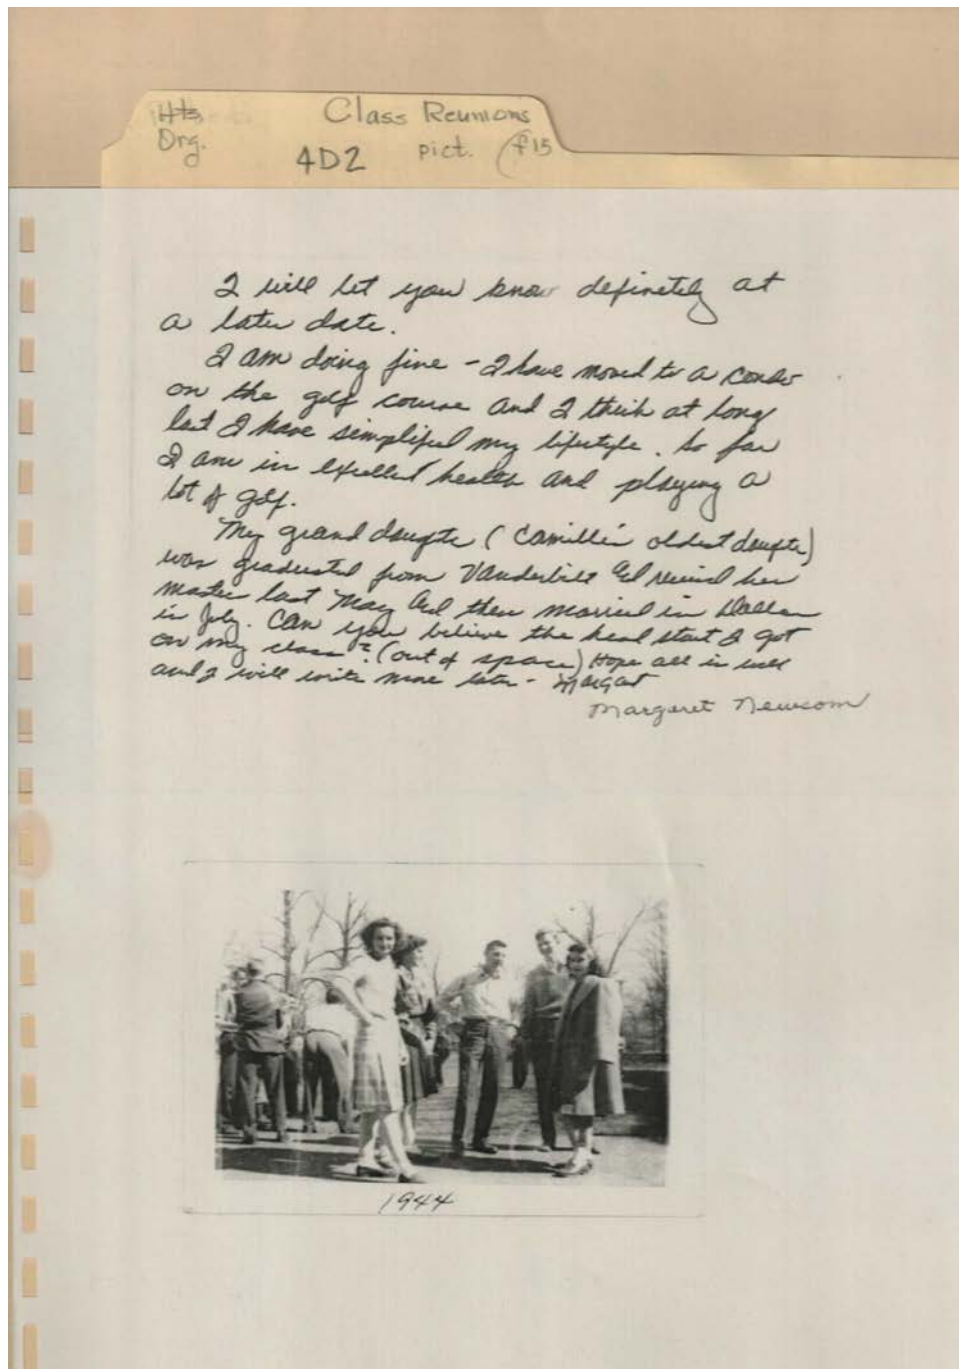 Hts. Class Reunions
Org. 4D2 pict. (f15
I will let you know definitely at
a later date.
I am doing fine - I have moved to a condo
on the golf course and I think at long
last I have simplified my lifestyle. So far
I am in excellent health and playing a
lot of golf.
My grand daughter (Camille's oldest daughter)
was graduated from Vanderbilt and received her
master last May and then married in Dallas
in July. Can you believe the head start I got
on my class? (out of space) Hope all is well
and I will write more later - Margaret
Margaret Newsom
1944